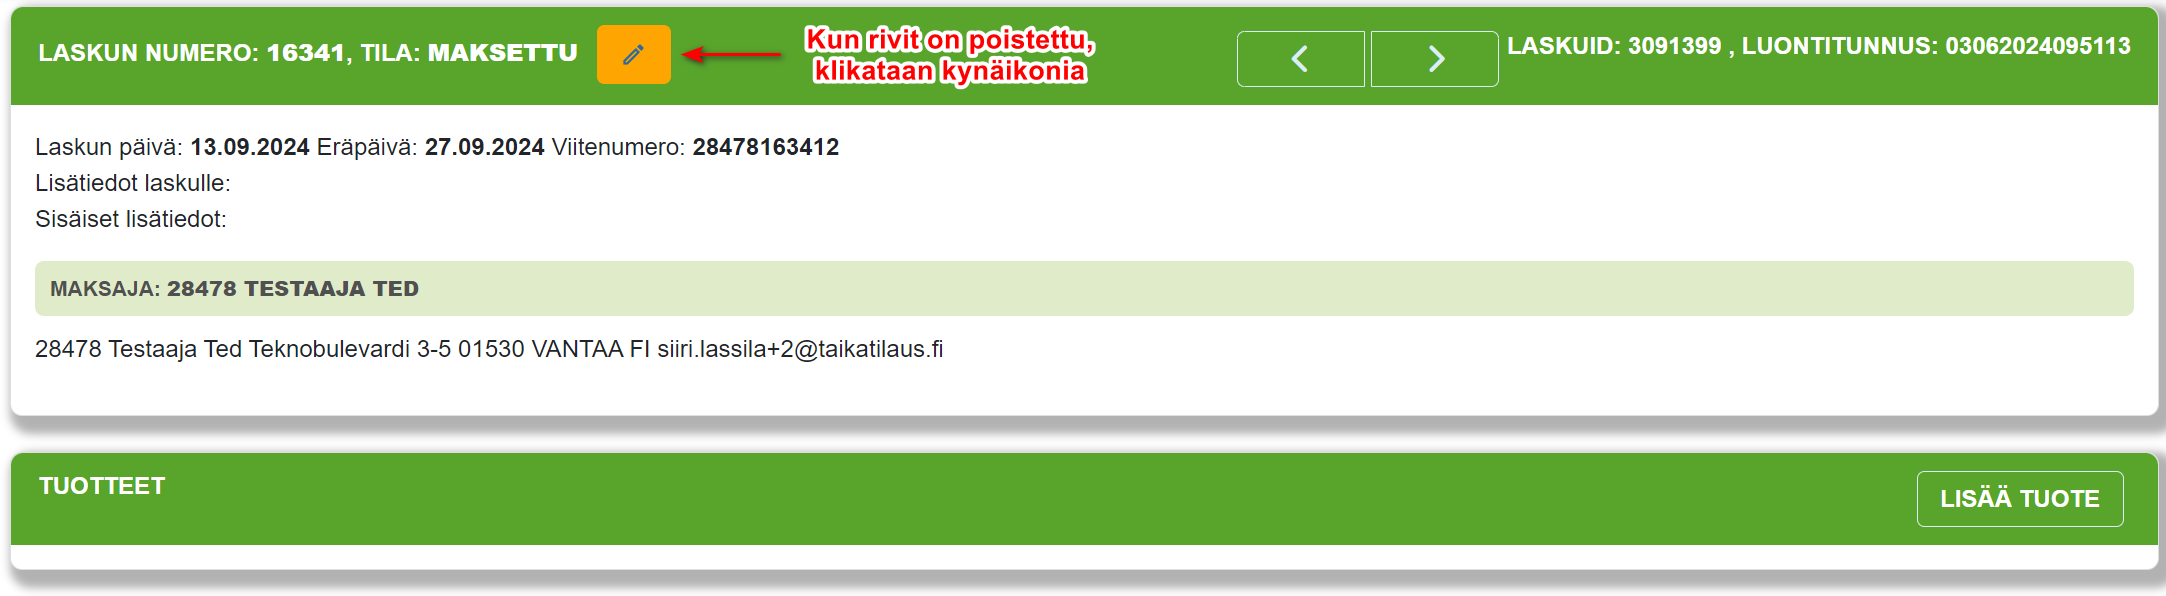 LASKUN NUMERO: 16341, TILA: MAKSETTU
Kun rivit on poistettu,
klikataan kynäikonia
LASKUID: 3091399 , LUONTITUNNUS: 03062024095113
Laskun päivä: 13.09.2024 Eräpäivä: 27.09.2024 Viitenumero: 28478163412
Lisätiedot laskulle:
Sisäiset lisätiedot:
MAKSAJA: 28478 TESTAAJA TED
28478 Testaaja Ted Teknobulevardi 3-5 01530 VANTAA FI siiri.lassila+2@taikatilaus.fi
TUOTTEET
LISÄÄ TUOTE